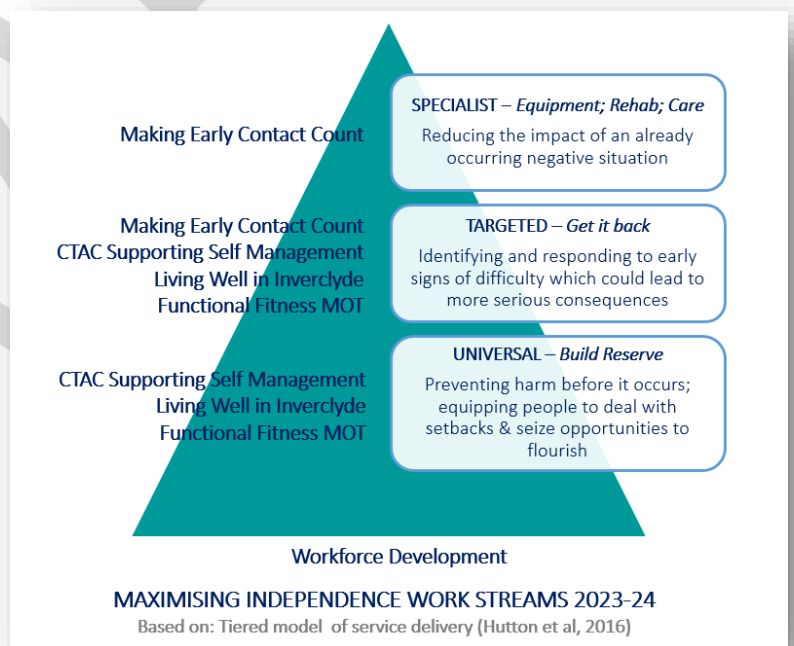 Making Early Contact Count
SPECIALIST – Equipment; Rehab; Care
Reducing the impact of an already
occurring negative situation
Making Early Contact Count
CTAC Supporting Self Management
Living Well in Inverclyde
Functional Fitness MOT
TARGETED – Get it back
Identifying and responding to early
signs of difficulty which could lead to
more serious consequences
CTAC Supporting Self Management
Living Well in Inverclyde
Functional Fitness MOT
UNIVERSAL – Build Reserve
Preventing harm before it occurs;
equipping people to deal with
setbacks & seize opportunities to
flourish
Workforce Development
MAXIMISING INDEPENDENCE WORK STREAMS 2023-24
Based on: Tiered model of service delivery (Hutton et al, 2016)